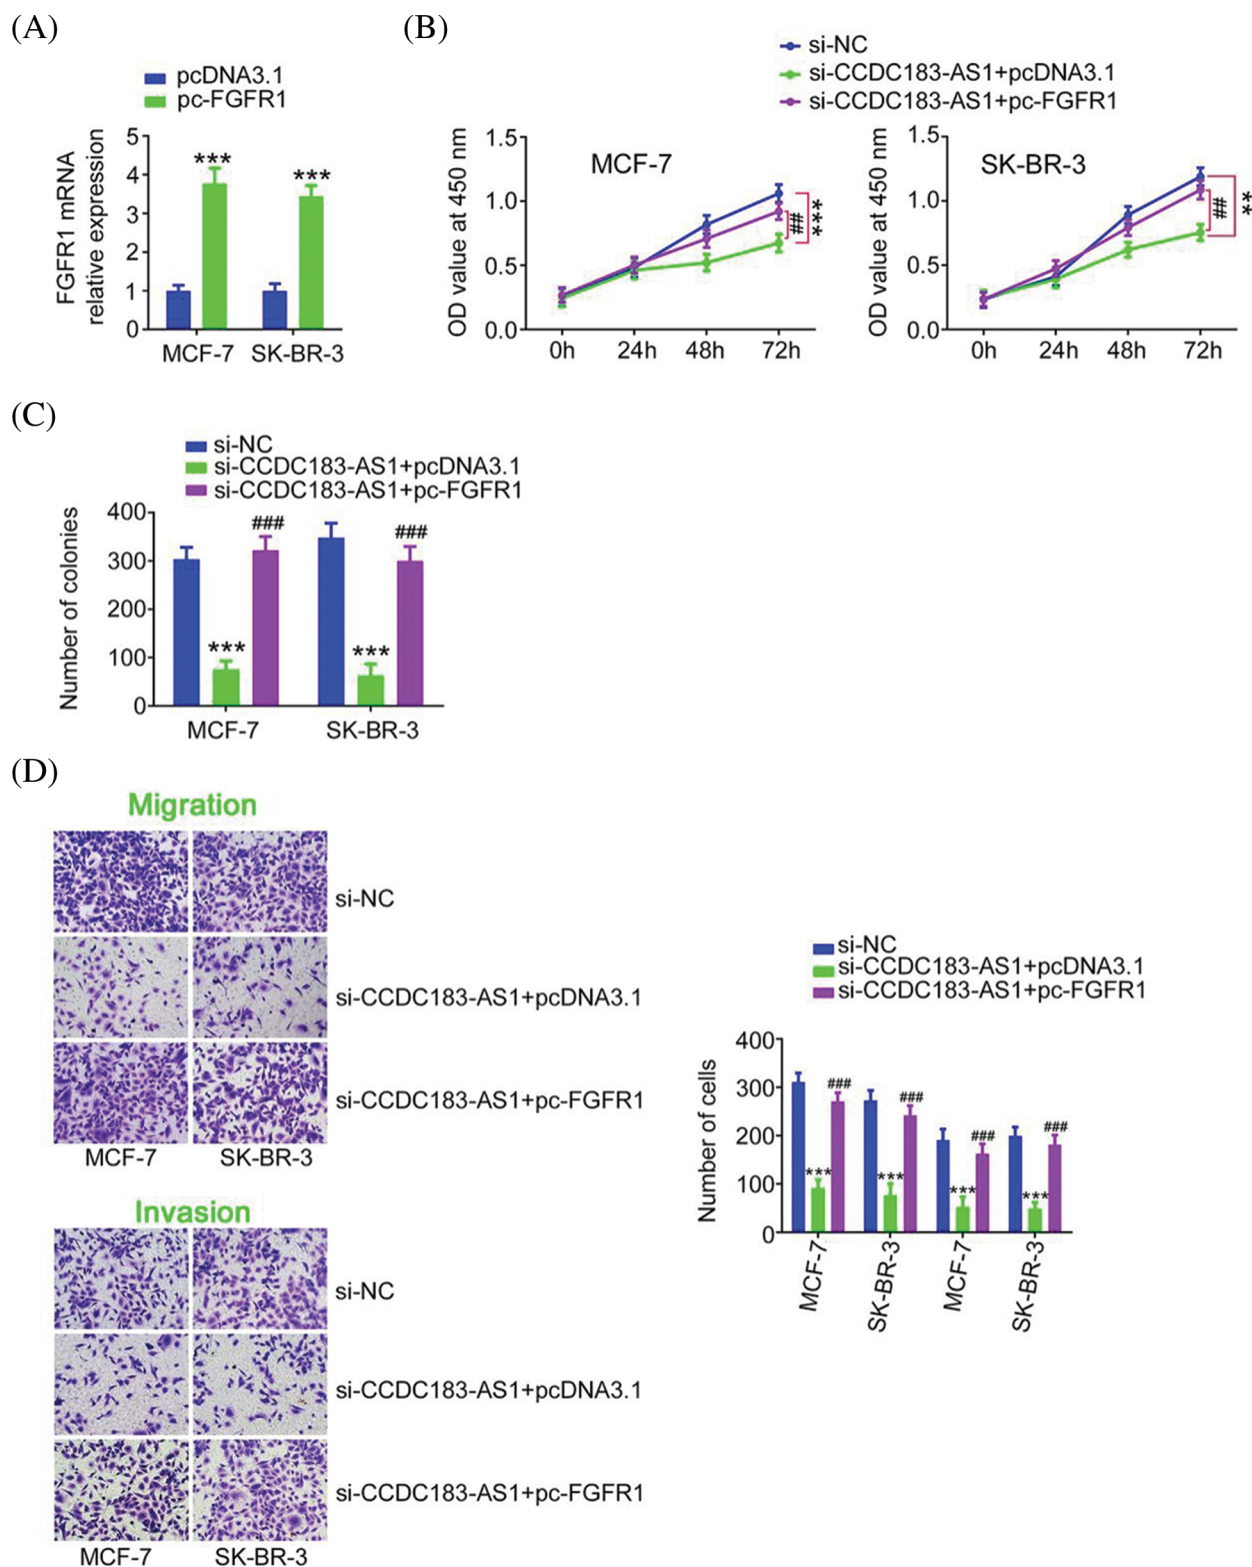 (A)
pcDNA3.1
pc-FGFR1
FGFR1 mRNA
relative expression
5
4
3
2
1
0
***
***
MCF-7
SK-BR-3
(B)
si-NC
si-CCDC183-AS1+pcDNA3.1
si-CCDC183-AS1+pc-FGFR1
OD value at 450 nm
1.5
1.0
0.5
0.0
MCF-7
##
***
0h
24h
48h
72h
OD value at 450 nm
1.5
1.0
0.5
0.0
SK-BR-3
##
**
0h
24h
48h
72h
(C)
si-NC
si-CCDC183-AS1+pcDNA3.1
si-CCDC183-AS1+pc-FGFR1
Number of colonies
400
300
200
100
0
***
###
***
###
MCF-7
SK-BR-3
(D)
Migration
si-NC
si-CCDC183-AS1+pcDNA3.1
si-CCDC183-AS1+pc-FGFR1
MCF-7
SK-BR-3
Invasion
si-NC
si-CCDC183-AS1+pcDNA3.1
si-CCDC183-AS1+pc-FGFR1
MCF-7
SK-BR-3
si-NC
si-CCDC183-AS1+pcDNA3.1
si-CCDC183-AS1+pc-FGFR1
Number of cells
400
300
200
100
0
***
###
***
###
***
###
***
###
MCF-7
SK-BR-3
MCF-7
SK-BR-3